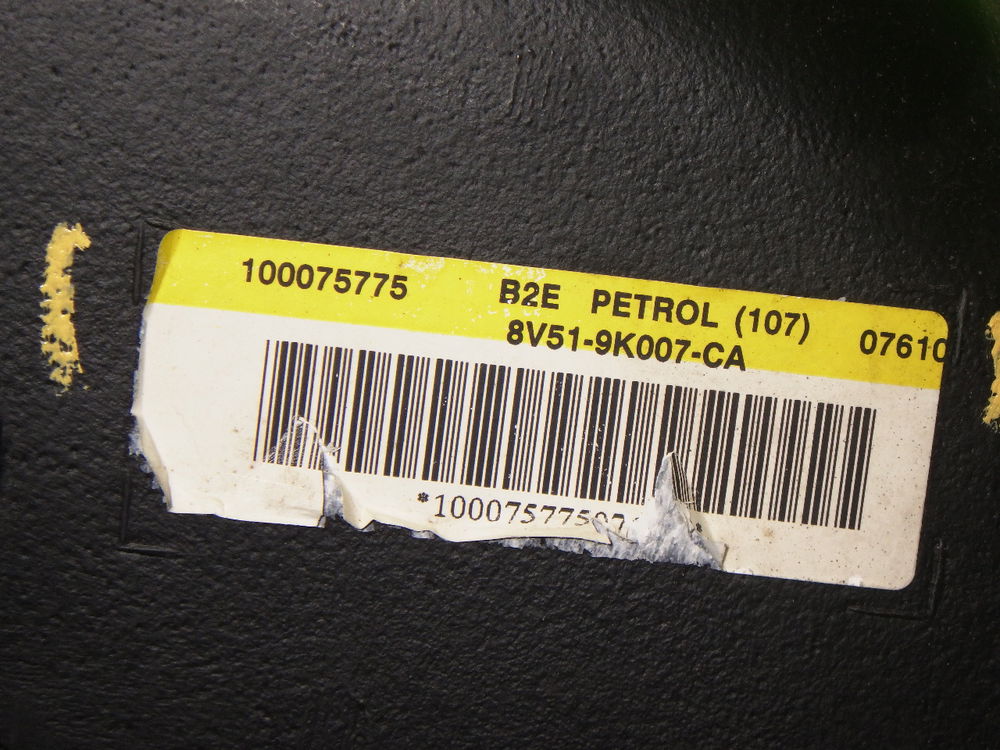 100075775 B2E PETROL (107) 07610
8V51-9K007-CA